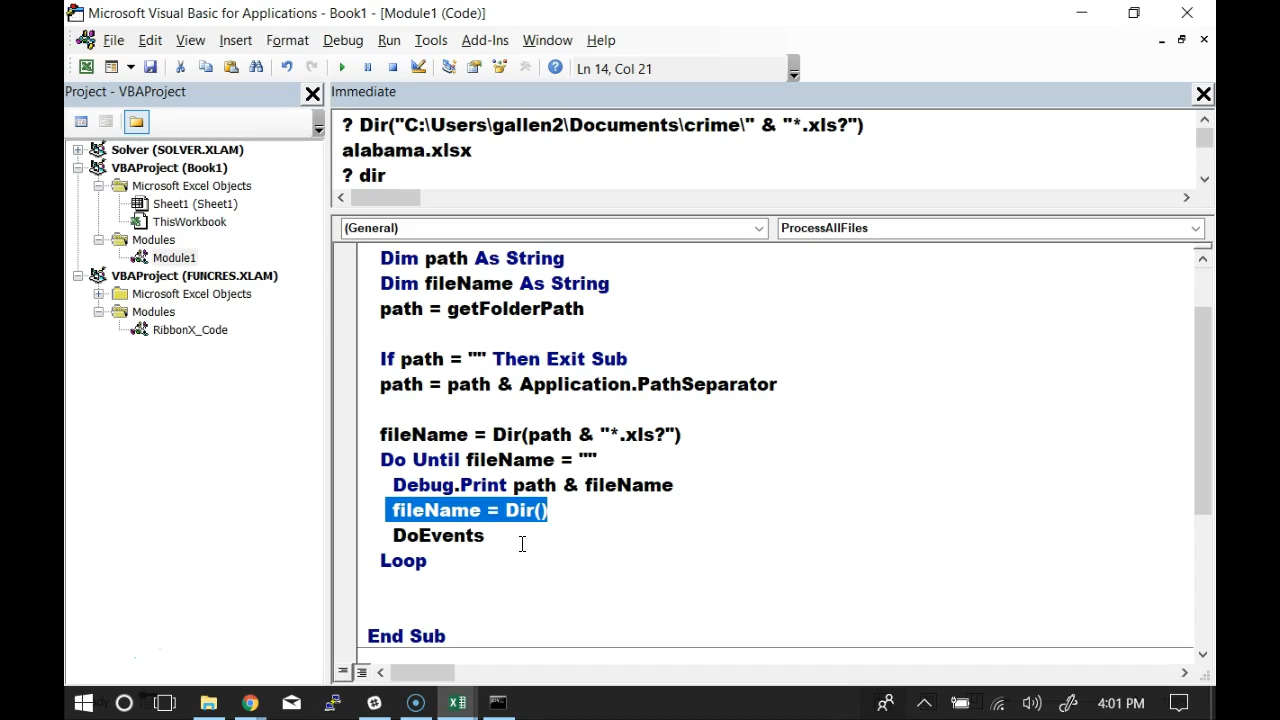 Microsoft Visual Basic for Applications - Book1 - [Module1 (Code)]
File Edit View Insert Format Debug Run Tools Add-Ins Window Help
Ln 14, Col 21
Project - VBAProject
Solver (SOLVER.XLAM)
VBAProject (Book1)
Microsoft Excel Objects
Sheet1 (Sheet1)
ThisWorkbook
Modules
Module1
VBAProject (FUNCRES.XLAM)
Microsoft Excel Objects
Modules
RibbonX_Code
Immediate
? Dir("C:\Users\gallen2\Documents\crime\" & "*.xls?")
alabama.xlsx
? dir
(General) ProcessAllFiles
Dim path As String
Dim fileName As String
path = getFolderPath
If path = "" Then Exit Sub
path = path & Application.PathSeparator
fileName = Dir(path & "*.xls?")
Do Until fileName = ""
Debug.Print path & fileName
fileName = Dir()
DoEvents
Loop
End Sub
4:01 PM